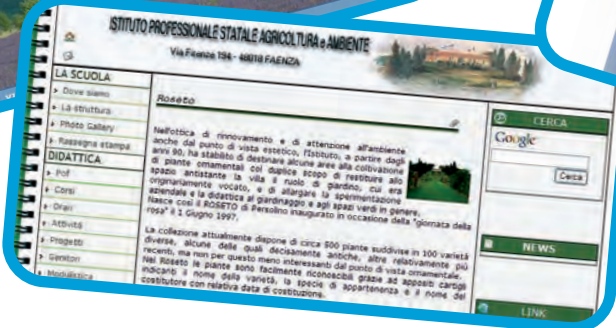 ISTITUTO PROFESSIONALE STATALE AGRICOLTURA e AMBIENTE
Via Firenze 194 - 48018 FAENZA
LA SCUOLA
Dove siamo
La struttura
Photo Gallery
Rassegna stampa
DIDATTICA
Pof
Corsi
Orari
Attività
Progetti
Genitori
Modulistica
Roseto
Nell'ottica di rinnovamento e di attenzione all'ambiente
anche dal punto di vista estetico, l'Istituto, a partire dagli
anni 90, ha stabilito di destinare alcune aree alla coltivazione
di piante ornamentali col duplice scopo di restituire allo
spazio antistante la villa il ruolo di giardino, cui era
originariamente vocato, e di allargare la sperimentazione
aziendale e la didattica al giardinaggio e agli spazi verdi in genere.
Nasce così il ROSETO di Persolino inaugurato in occasione della "giornata della
rosa" il 1 Giugno 1997.
La collezione attualmente dispone di circa 500 piante suddivise in 100 varietà
diverse, alcune delle quali decisamente antiche, altre relativamente più
recenti, ma non per questo meno interessanti dal punto di vista ornamentale.
Nel Roseto le piante sono facilmente riconoscibili grazie ad appositi cartigi
indicanti il nome della varietà, la specie di appartenenza e il nome del
costitutore con relativa data di costituzione.
CERCA
Google
Cerca
NEWS
LINK